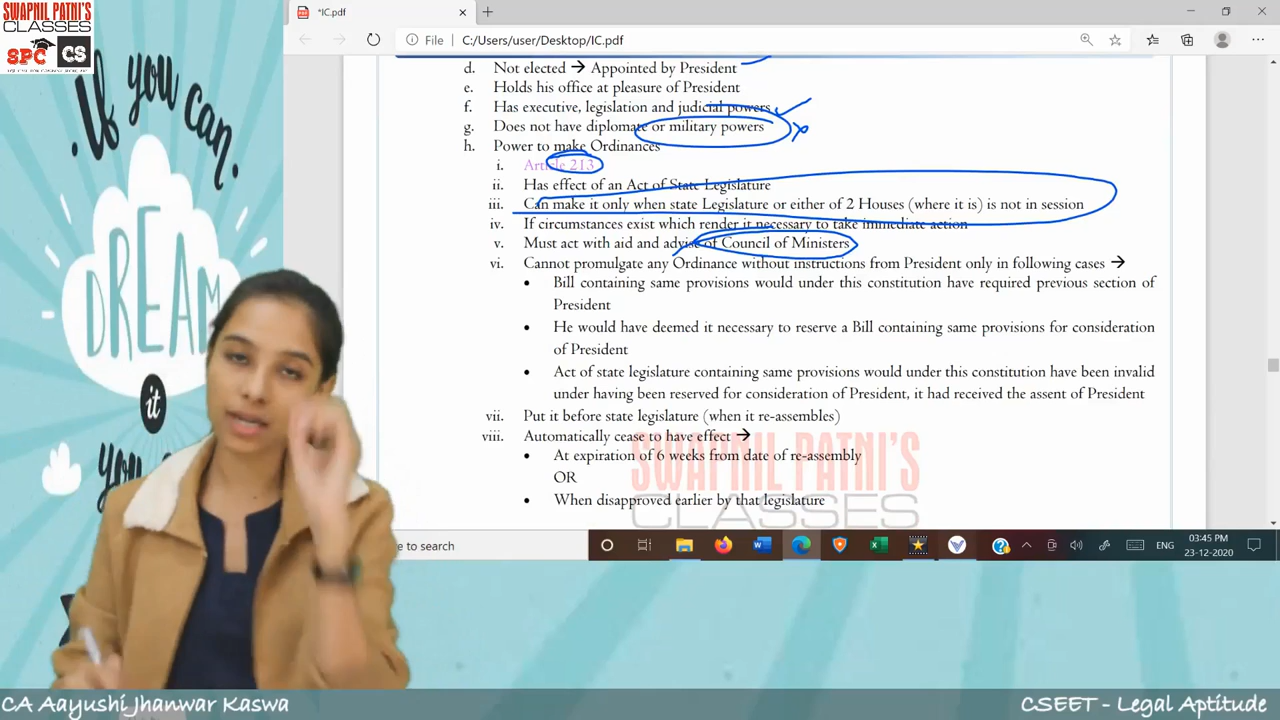 SWAPNIL PATNI'S
CLASSES
SPC
CS
*IC.pdf
File
C:/Users/user/Desktop/IC.pdf
If you can
DREAM
it
you
d. Not elected → Appointed by President
e. Holds his office at pleasure of President
f. Has executive, legislation and judicial powers
g. Does not have diplomate or military powers
h. Power to make Ordinances
i. Article 213
ii. Has effect of an Act of State Legislature
iii. Can make it only when state Legislature or either of 2 Houses (where it is) is not in session
iv. If circumstances exist which render it necessary to take immediate action
v. Must act with aid and advise of Council of Ministers
vi. Cannot promulgate any Ordinance without instructions from President only in following cases →
• Bill containing same provisions would under this constitution have required previous section of
President
• He would have deemed it necessary to reserve a Bill containing same provisions for consideration
of President
• Act of state legislature containing same provisions would under this constitution have been invalid
under having been reserved for consideration of President, it had received the assent of President
vii. Put it before state legislature (when it re-assembles)
viii. Automatically cease to have effect →
• At expiration of 6 weeks from date of re-assembly
OR
• When disapproved earlier by that legislature
SWAPNIL PATNI'S
CLASSES
e to search
ENG
03:45 PM
23-12-2020
CA Aayushi Jhanwar Kaswa
CSEET - Legal Aptitude